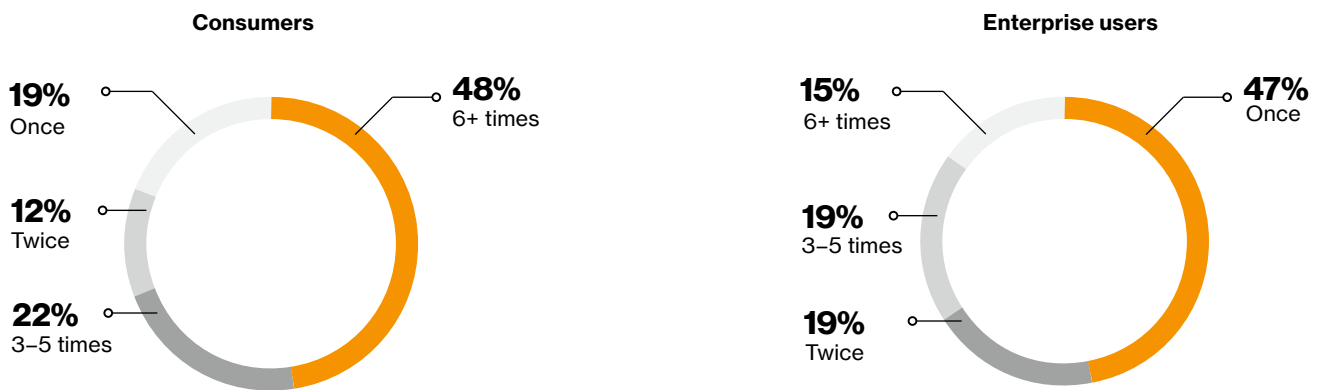 Consumers
19%
Once
48%
6+ times
12%
Twice
22%
3–5 times
Enterprise users
15%
6+ times
47%
Once
19%
3–5 times
19%
Twice